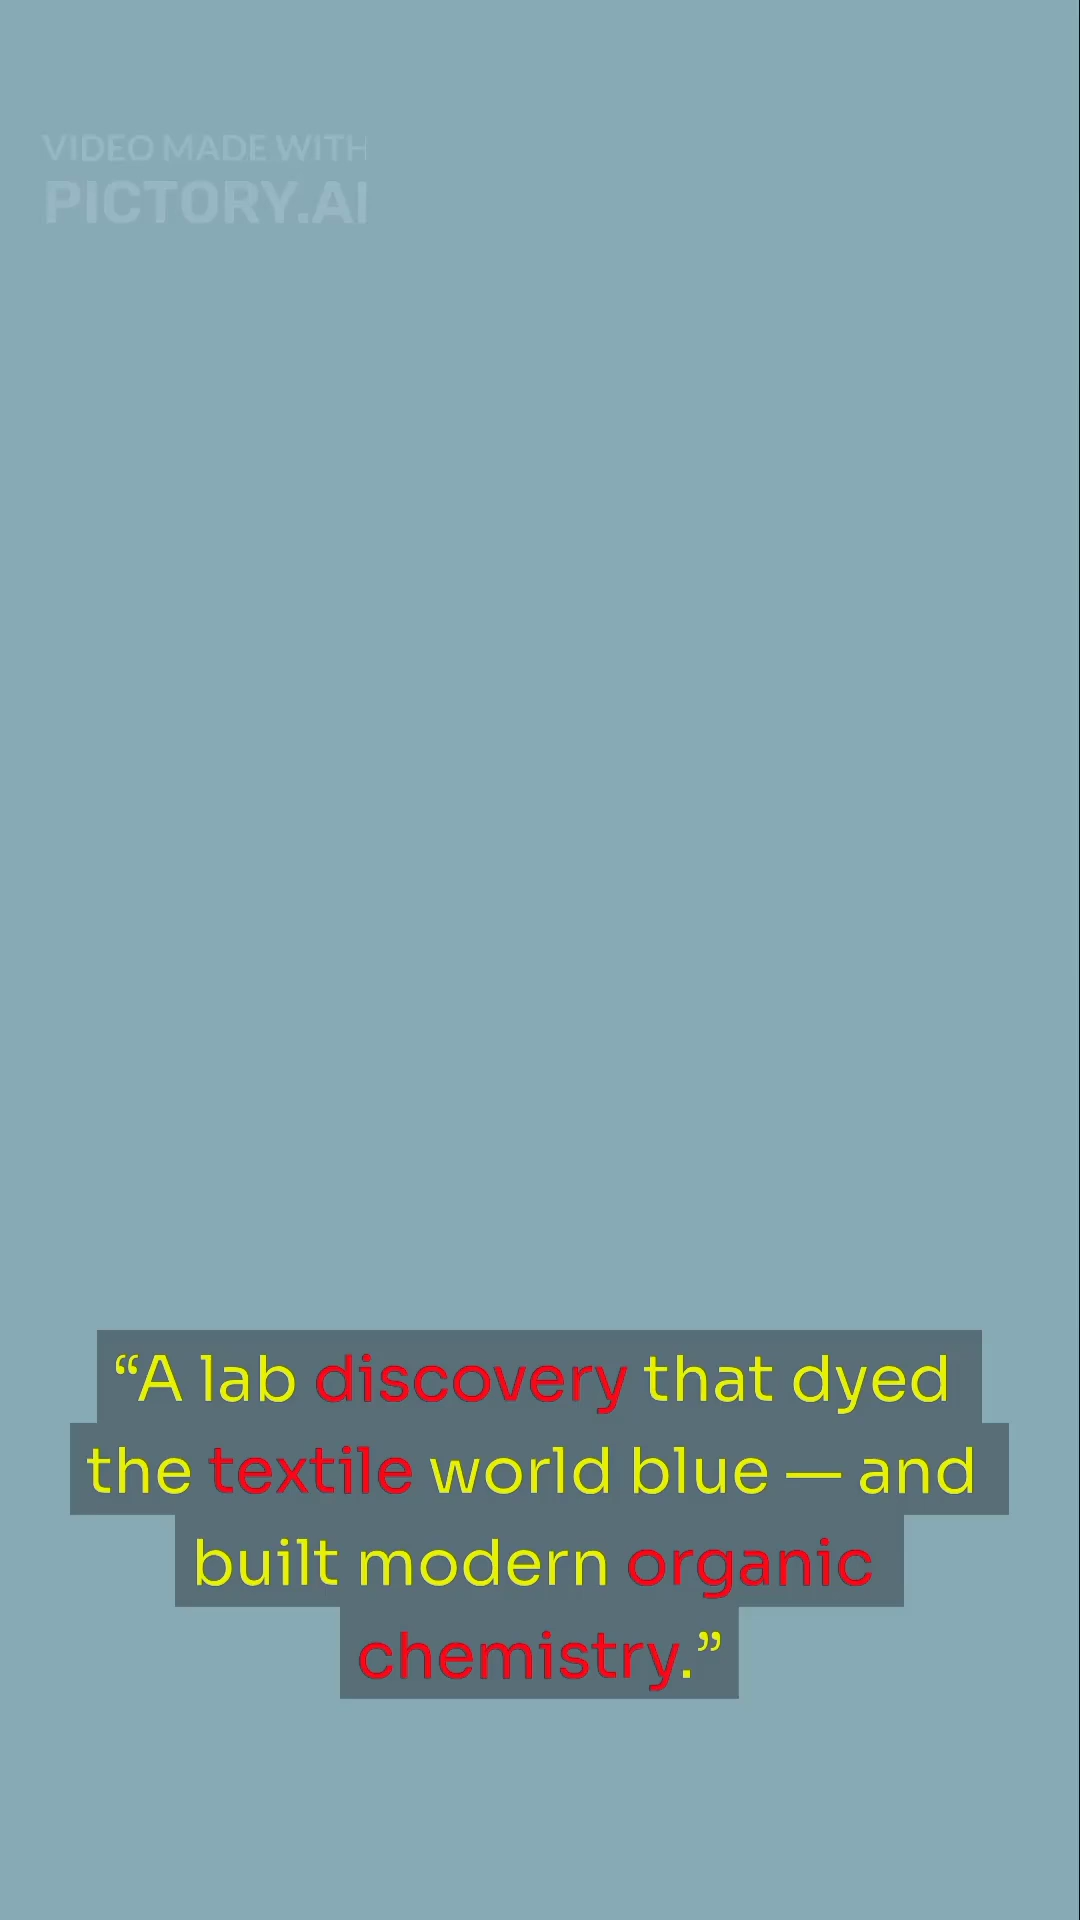 VIDEO MADE WITH
PICTORY.AI
“A lab discovery that dyed
the textile world blue — and
built modern organic
chemistry.”